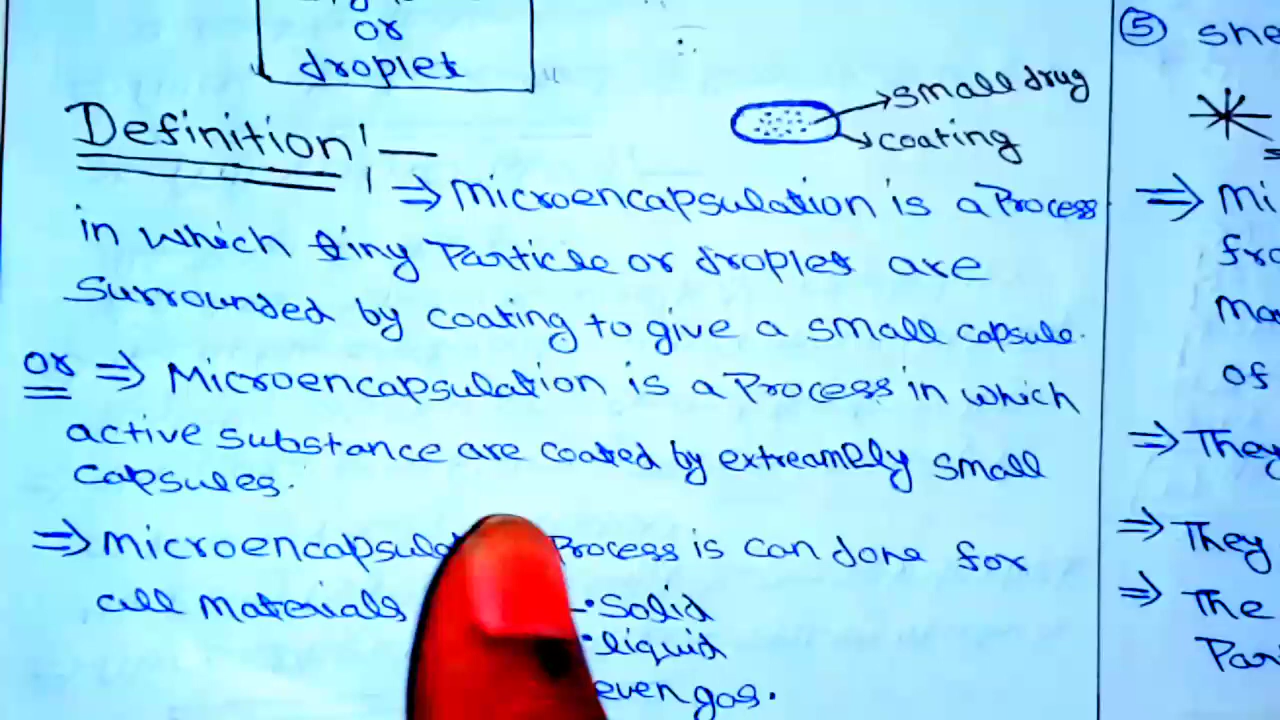 or
droplet
small drug
coating
Definition:—
⇒ Microencapsulation is a Process
in which tiny Particle or droplet are
Surrounded by coating to give a small capsule.
or ⇒ Microencapsulation is a Process in which
active substance are coated by extreambly small
capsules.
⇒ Microencapsula Process is can done for
all Materials
• Solid
• liquid
even gas.
⑤ She
⇒ Mi
fro
Ma
of
⇒ They
⇒ They
⇒ The
Par